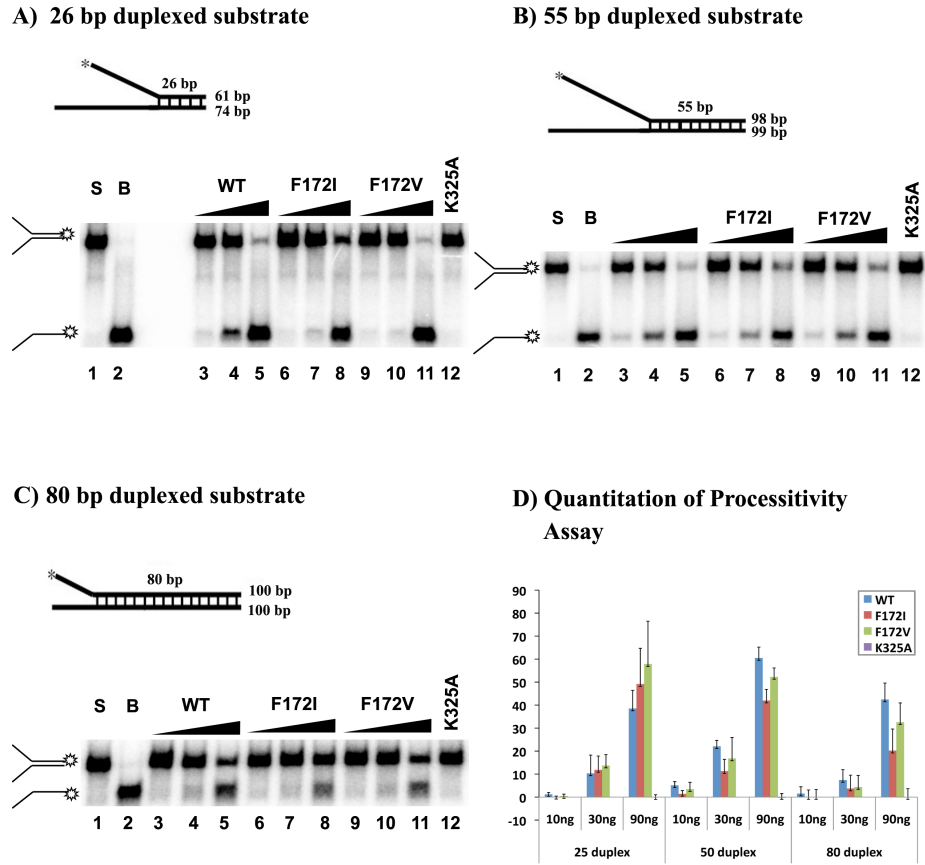 A) 26 bp duplexed substrate
*
26 bp
61 bp
74 bp
S B WT F172I F172V K325A
1 2 3 4 5 6 7 8 9 10 11 12
B) 55 bp duplexed substrate
*
55 bp
98 bp
99 bp
S B F172I F172V K325A
1 2 3 4 5 6 7 8 9 10 11 12
C) 80 bp duplexed substrate
*
80 bp
100 bp
100 bp
S B WT F172I F172V K325A
1 2 3 4 5 6 7 8 9 10 11 12
D) Quantitation of Processitivity
Assay
90
80
70
60
50
40
30
20
10
0
-10
WT
F172I
F172V
K325A
10ng 30ng 90ng 10ng 30ng 90ng 10ng 30ng 90ng
25 duplex 50 duplex 80 duplex